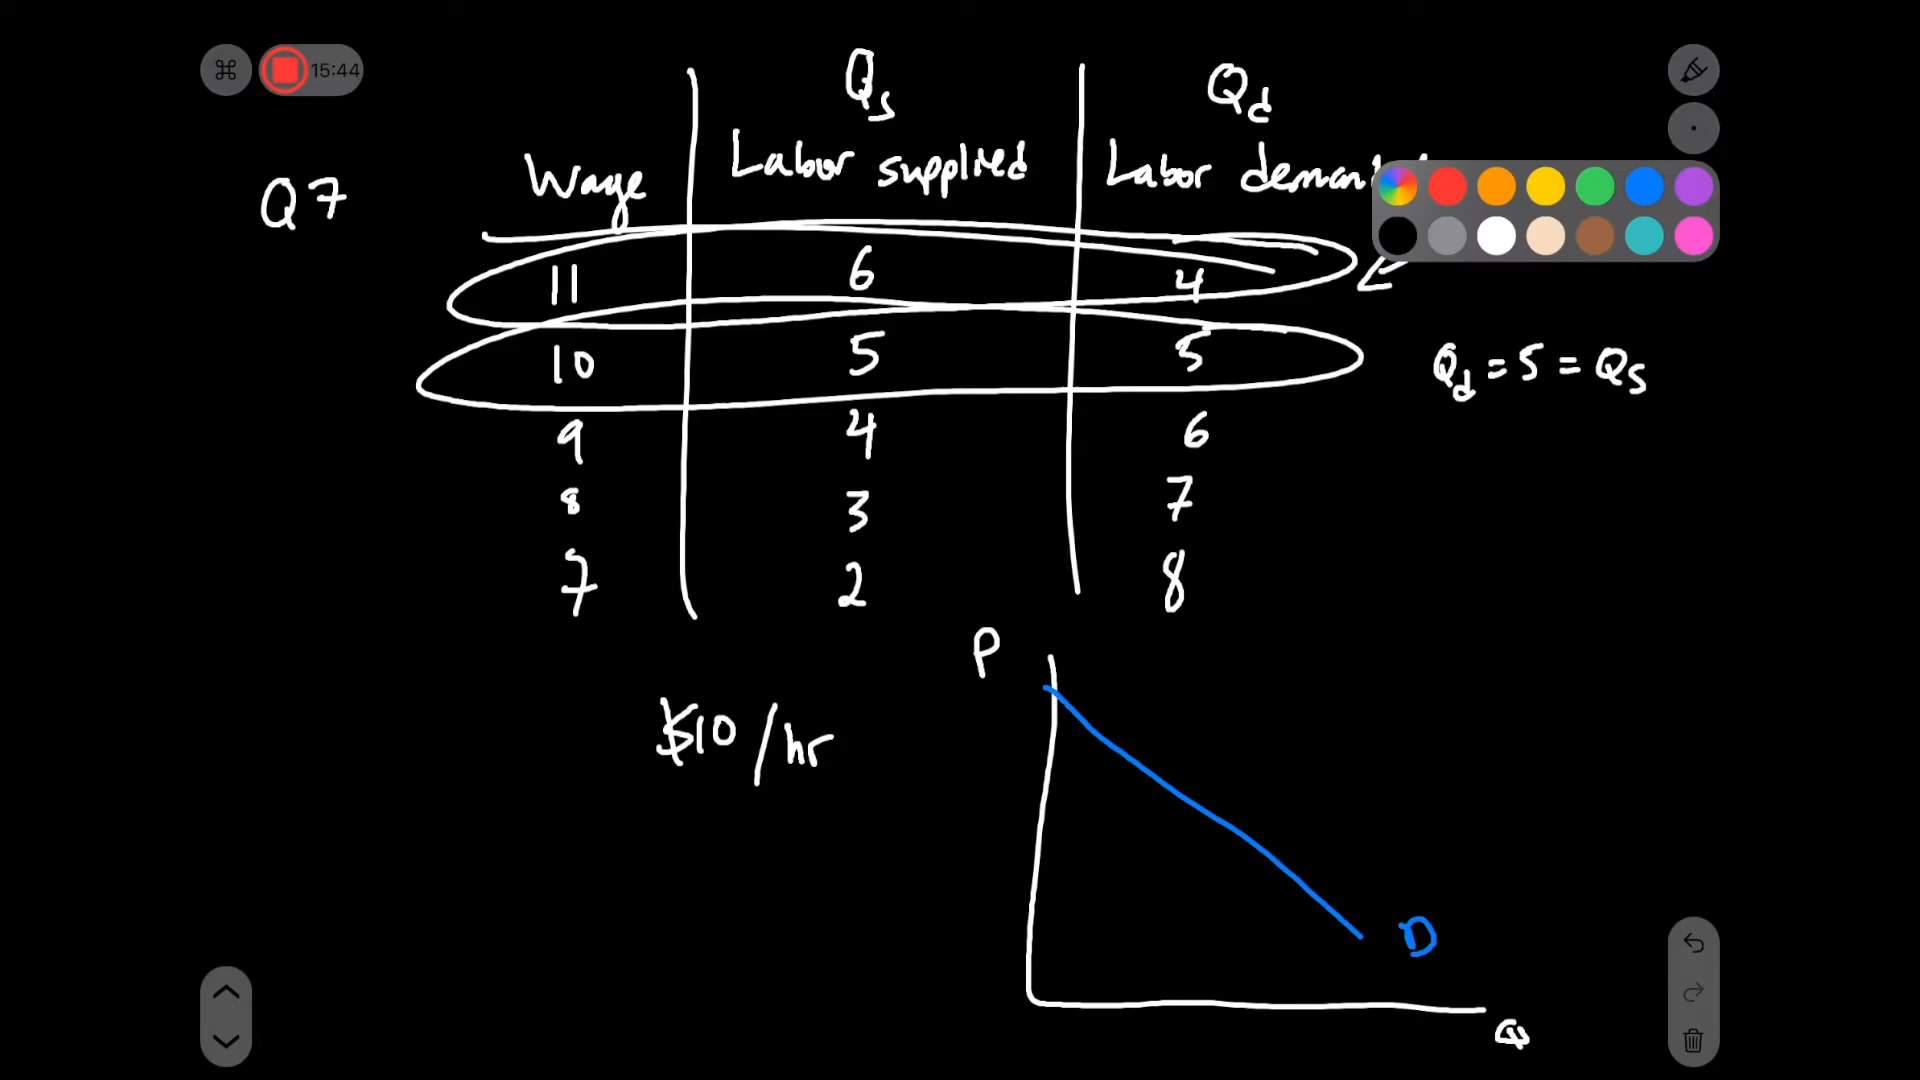 15:44
Q7
Wage
Qs
Labor supplied
Qd
Labor
11 6 4
10 5 5
Qd = 5 = Qs
9 4 6
8 3 7
7 2 8
P
$10/hr
D
Q